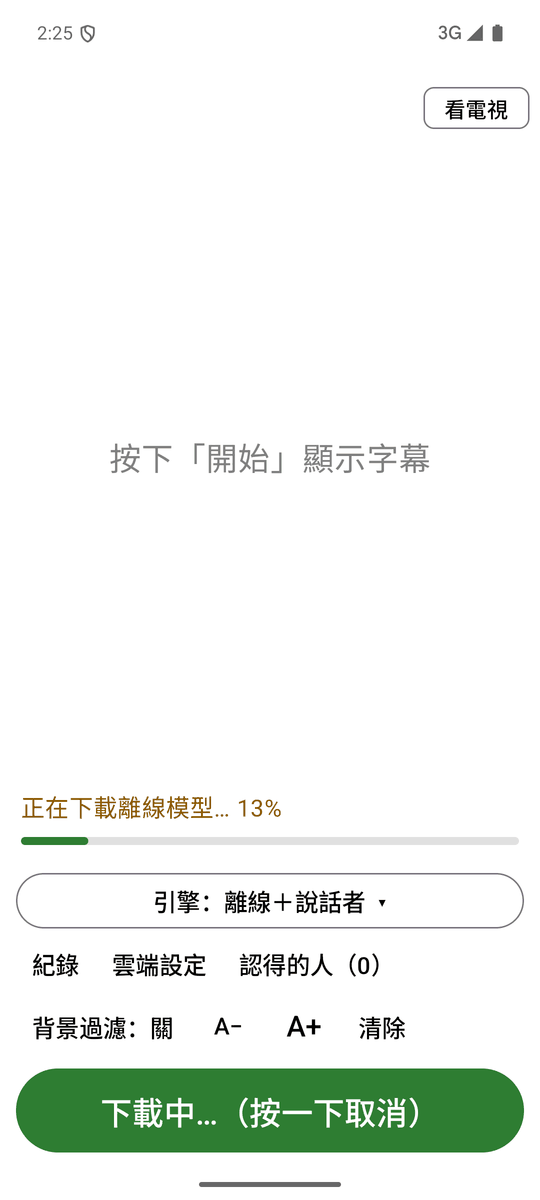 2:25 3G
看電視
按下「開始」顯示字幕
正在下載離線模型… 13%
引擎：離線＋說話者 ▾
紀錄 雲端設定 認得的人（0）
背景過濾：關 A− A+ 清除
下載中…（按一下取消）